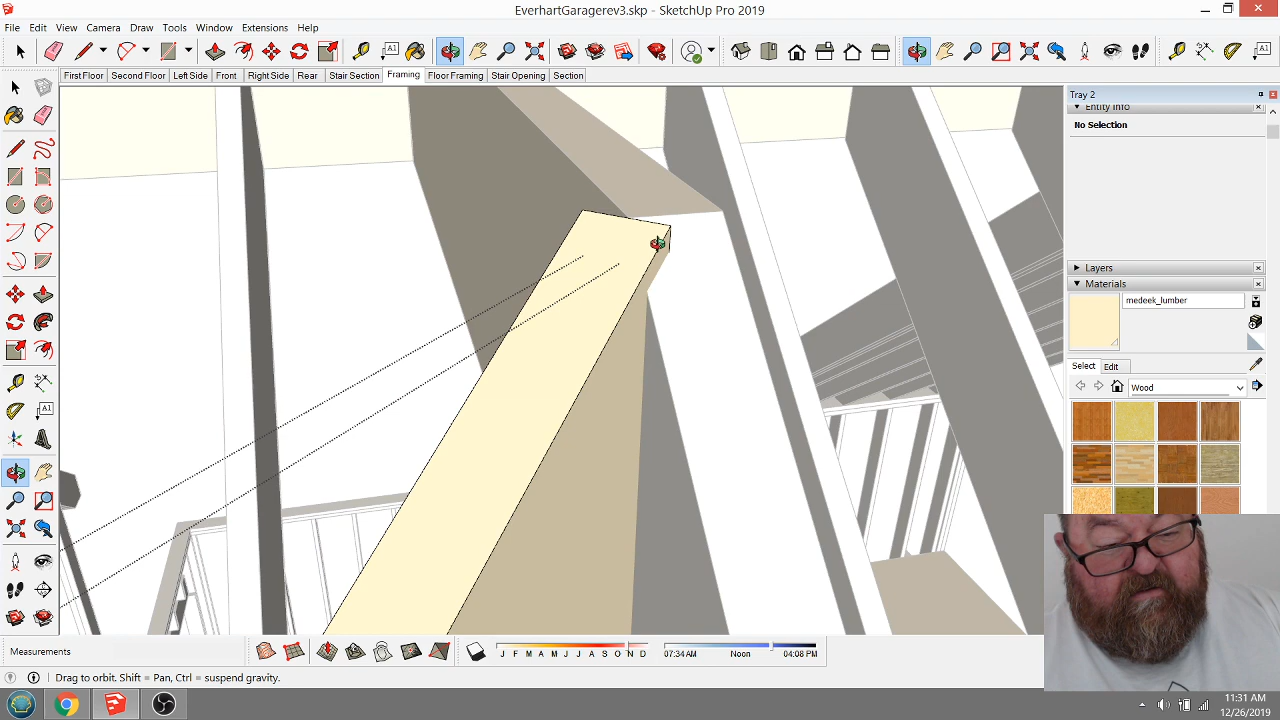 EverhartGaragerev3.skp - SketchUp Pro 2019
File Edit View Camera Draw Tools Window Extensions Help
First Floor Second Floor Left Side Front Right Side Rear Stair Section Framing Floor Framing Stair Opening Section
Tray 2
Entity Info
No Selection
Layers
Materials
medeek_lumber
Select Edit
Wood
Measurements
J F M A M J J A S O N D
07:34 AM Noon 04:08 PM
Drag to orbit. Shift = Pan, Ctrl = suspend gravity.
11:31 AM
12/26/2019